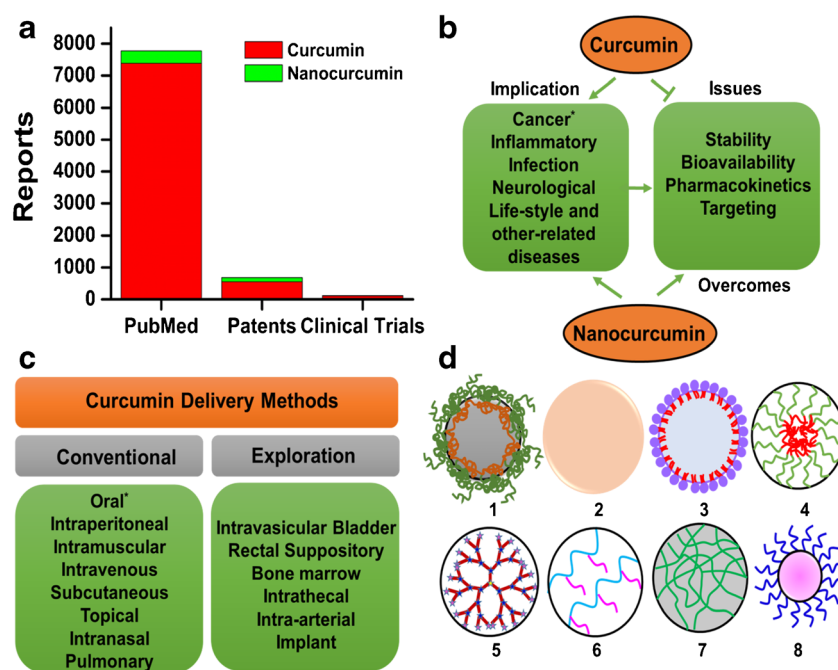 a
8000
7000
6000
5000
4000
3000
2000
1000
0
Reports
Curcumin
Nanocurcumin
PubMed
Patents
Clinical Trials
b
Curcumin
Implication
Issues
Cancer*
Inflammatory
Infection
Neurological
Life-style and
other-related
diseases
Stability
Bioavailability
Pharmacokinetics
Targeting
Overcomes
Nanocurcumin
c
Curcumin Delivery Methods
Conventional
Exploration
Oral*
Intraperitoneal
Intramuscular
Intravenous
Subcutaneous
Topical
Intranasal
Pulmonary
Intravasicular Bladder
Rectal Suppository
Bone marrow
Intrathecal
Intra-arterial
Implant
d
1
2
3
4
5
6
7
8